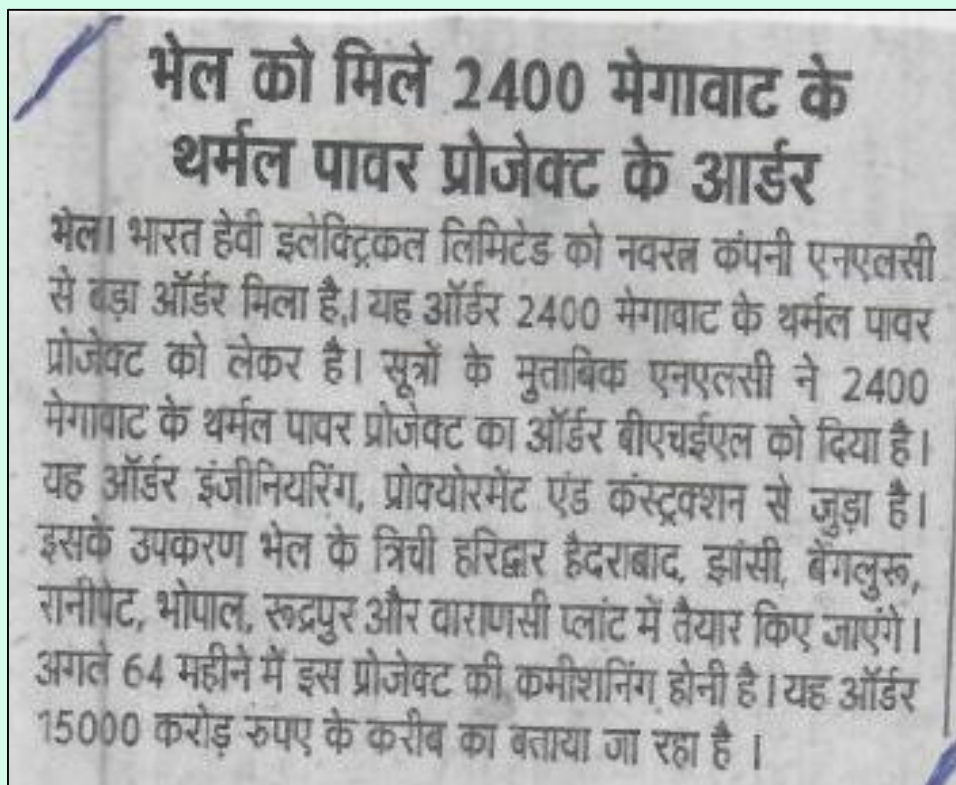 भेल को मिले 2400 मेगावाट के
थर्मल पावर प्रोजेक्ट के आर्डर
भेल। भारत हेवी इलेक्ट्रिकल लिमिटेड को नवरत्न कंपनी एनएलसी
से बड़ा ऑर्डर मिला है,। यह ऑर्डर 2400 मेगावाट के थर्मल पावर
प्रोजेक्ट को लेकर है। सूत्रों के मुताबिक एनएलसी ने 2400
मेगावाट के थर्मल पावर प्रोजेक्ट का ऑर्डर बीएचईएल को दिया है।
यह ऑर्डर इंजीनियरिंग, प्रोक्योरमेंट एंड कंस्ट्रक्शन से जुड़ा है।
इसके उपकरण भेल के त्रिची हरिद्वार हैदराबाद, झांसी, बेंगलुरू,
रानीपेट, भोपाल, रूद्रपुर और वाराणसी प्लांट में तैयार किए जाएंगे।
अगले 64 महीने में इस प्रोजेक्ट की कमीशनिंग होनी है। यह ऑर्डर
15000 करोड़ रुपए के करीब का बताया जा रहा है ।